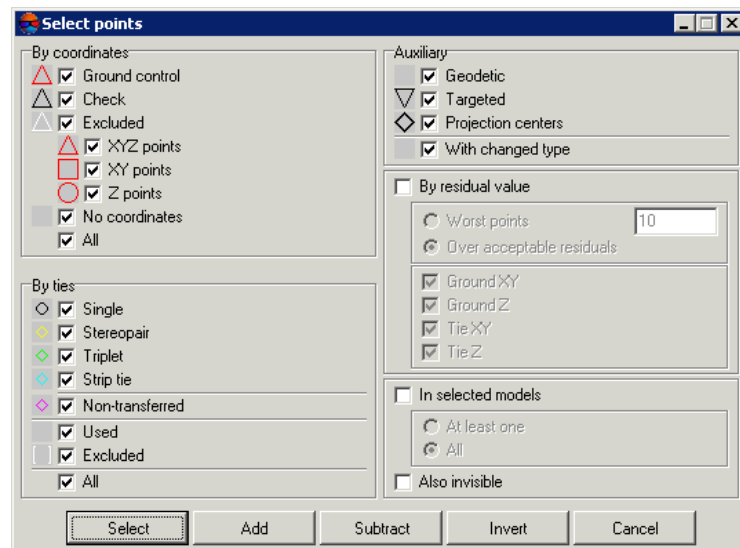 Select points
By coordinates
Ground control
Check
Excluded
XYZ points
XY points
Z points
No coordinates
All
By ties
Single
Stereopair
Triplet
Strip tie
Non-transferred
Used
Excluded
All
Auxiliary
Geodetic
Targeted
Projection centers
With changed type
By residual value
Worst points 10
Over acceptable residuals
Ground XY
Ground Z
Tie XY
Tie Z
In selected models
At least one
All
Also invisible
Select Add Subtract Invert Cancel